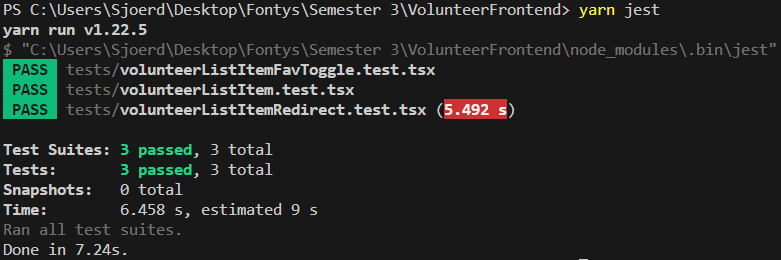 PS C:\Users\Sjoerd\Desktop\Fontys\Semester 3\VolunteerFrontend> yarn jest
yarn run v1.22.5
$ "C:\Users\Sjoerd\Desktop\Fontys\Semester 3\VolunteerFrontend\node_modules\.bin\jest"
PASS tests/volunteerListItemFavToggle.test.tsx
PASS tests/volunteerListItem.test.tsx
PASS tests/volunteerListItemRedirect.test.tsx (5.492 s)
Test Suites: 3 passed, 3 total
Tests: 3 passed, 3 total
Snapshots: 0 total
Time: 6.458 s, estimated 9 s
Ran all test suites.
Done in 7.24s.